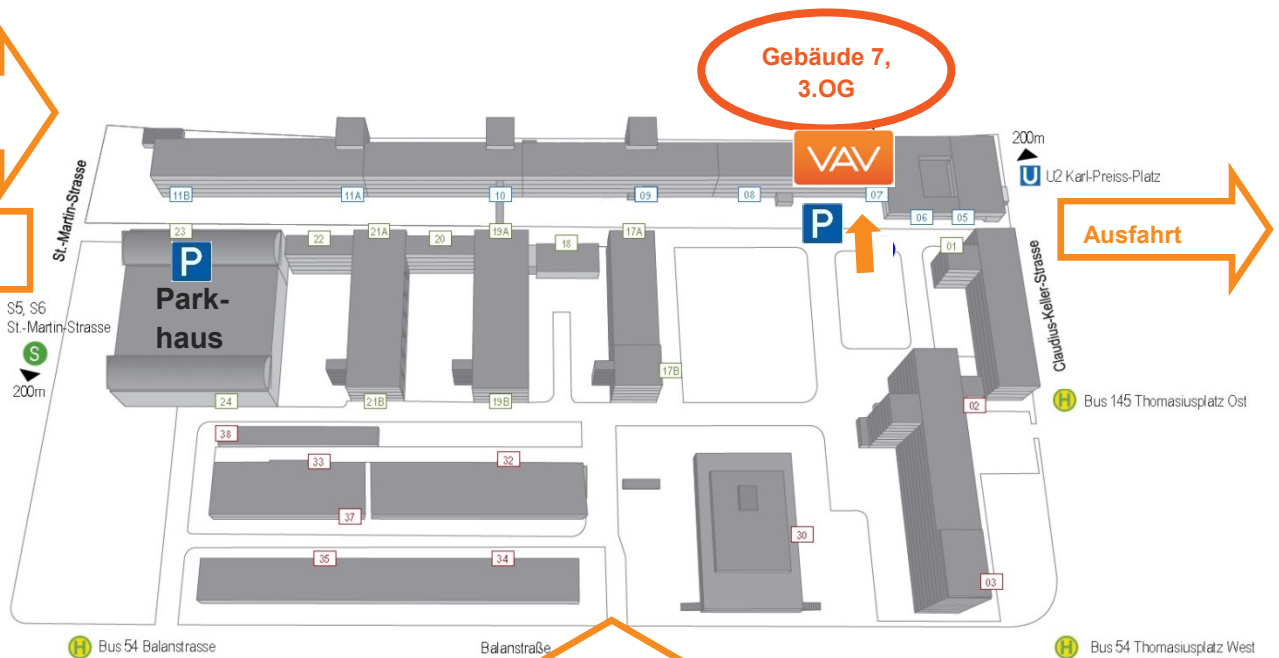 Gebäude 7,
3.OG
VAV
200m
U
U2 Karl-Preiss-Platz
St.-Martin-Strasse
11B
11A
10
09
08
07
06
05
P
Ausfahrt
23
22
21A
20
19A
18
17A
01
P
Park-
haus
Claudius-Keller-Strasse
S5, S6
St.-Martin-Strasse
S
200m
24
21B
19B
17B
02
H
Bus 145 Thomasiusplatz Ost
38
33
32
37
30
35
34
03
H
Bus 54 Balanstrasse
Balanstraße
H
Bus 54 Thomasiusplatz West